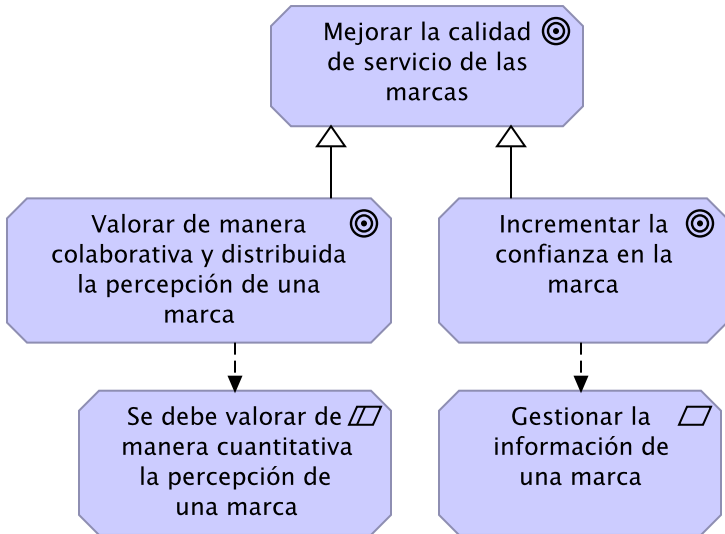 Mejorar la calidad
de servicio de las
marcas
Valorar de manera
colaborativa y distribuida
la percepción de una
marca
Incrementar la
confianza en la
marca
Se debe valorar de
manera cuantitativa
la percepción de
una marca
Gestionar la
información de
una marca